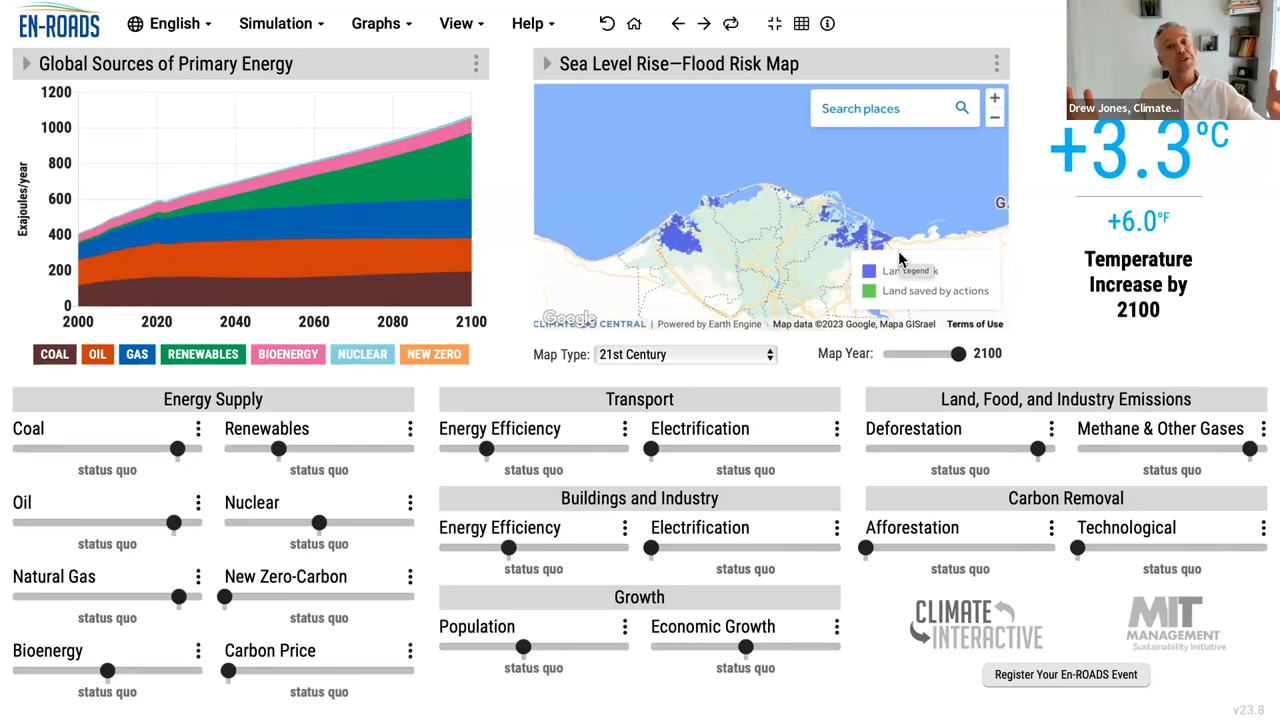 EN-ROADS
English
Simulation
Graphs
View
Help
Drew Jones, Climate...
Global Sources of Primary Energy
Exajoules/year
1200
1000
800
600
400
200
0
2000 2020 2040 2060 2080 2100
COAL OIL GAS RENEWABLES BIOENERGY NUCLEAR NEW ZERO
Sea Level Rise—Flood Risk Map
Search places
+
−
G
Legend
Land saved by actions
Google
CLIMATE CENTRAL | Powered by Earth Engine • Map data ©2023 Google, Mapa GISrael Terms of Use
Map Type: 21st Century
Map Year: 2100
+3.3°C
+6.0°F
Temperature
Increase by
2100
Energy Supply
Coal
status quo
Renewables
status quo
Oil
status quo
Nuclear
status quo
Natural Gas
status quo
New Zero-Carbon
status quo
Bioenergy
status quo
Carbon Price
status quo
Transport
Energy Efficiency
status quo
Electrification
status quo
Buildings and Industry
Energy Efficiency
status quo
Electrification
status quo
Growth
Population
status quo
Economic Growth
status quo
Land, Food, and Industry Emissions
Deforestation
status quo
Methane & Other Gases
status quo
Carbon Removal
Afforestation
status quo
Technological
status quo
CLIMATE
INTERACTIVE
MIT
MANAGEMENT
Sustainability Initiative
Register Your En-ROADS Event
v23.8